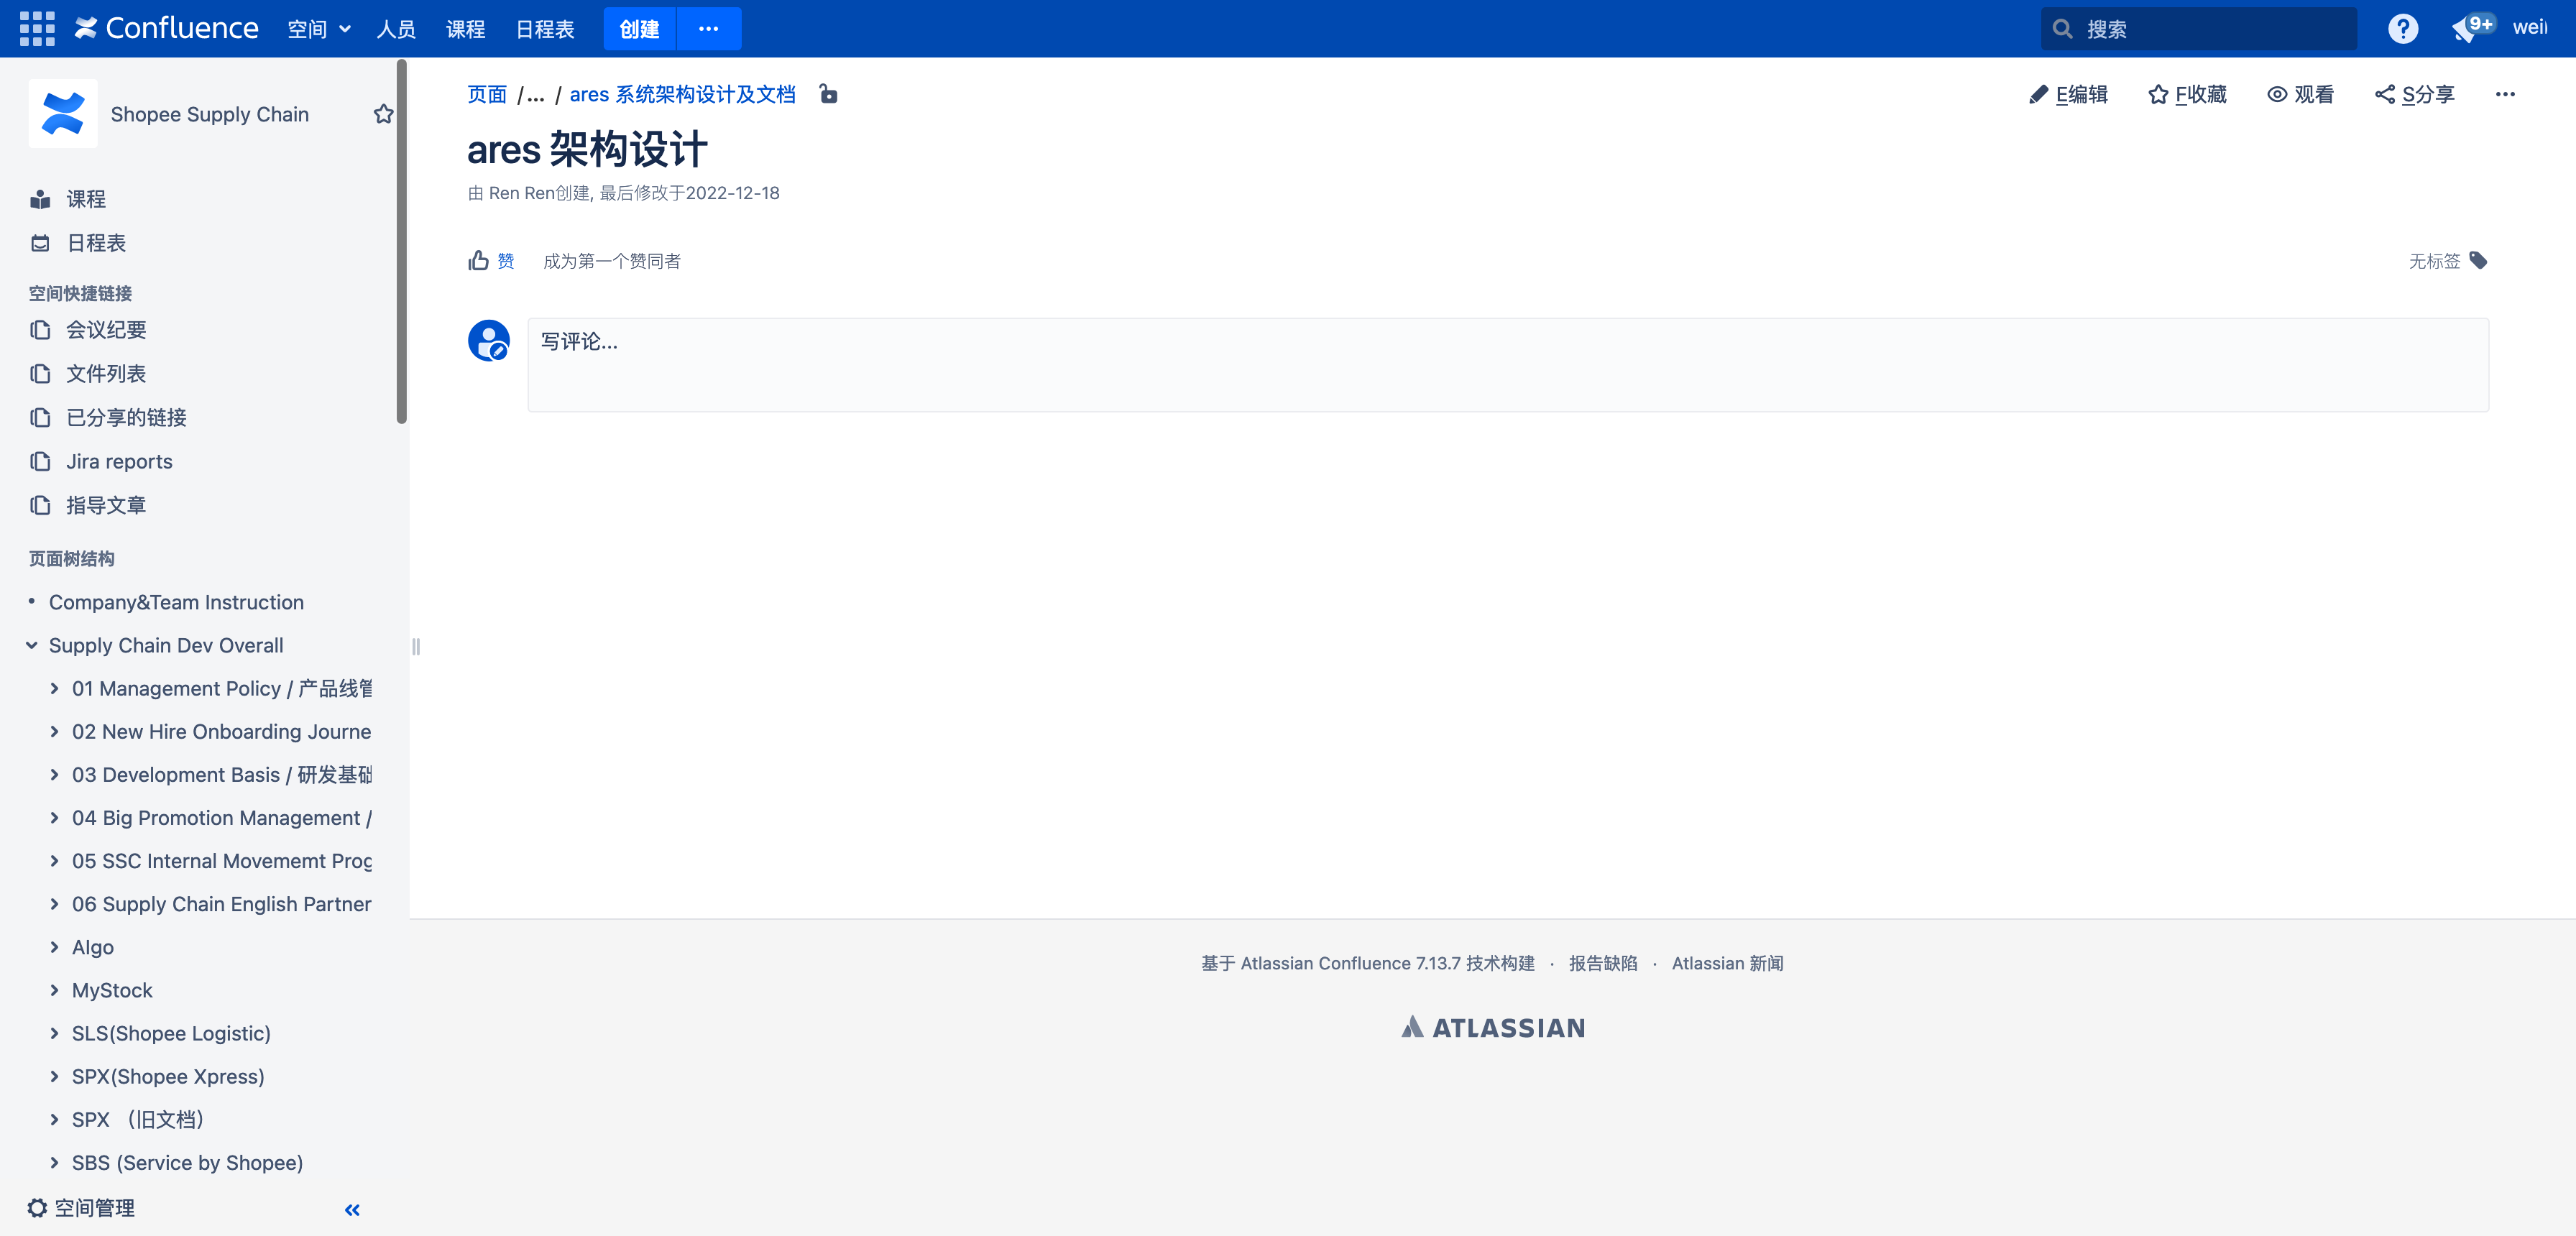 Confluence 空间 人员 课程 日程表 创建 ··· 搜索 ? 9+ wei
Shopee Supply Chain
课程
日程表
空间快捷链接
会议纪要
文件列表
已分享的链接
Jira reports
指导文章
页面树结构
• Company&Team Instruction
Supply Chain Dev Overall
01 Management Policy / 产品线管
02 New Hire Onboarding Journe
03 Development Basis / 研发基础
04 Big Promotion Management /
05 SSC Internal Movememt Prog
06 Supply Chain English Partner
Algo
MyStock
SLS(Shopee Logistic)
SPX(Shopee Xpress)
SPX （旧文档）
SBS (Service by Shopee)
空间管理 «
页面 /... / ares 系统架构设计及文档
E编辑 F收藏 观看 S分享 ···
ares 架构设计
由 Ren Ren创建, 最后修改于2022-12-18
赞 成为第一个赞同者 无标签
写评论...
基于 Atlassian Confluence 7.13.7 技术构建 · 报告缺陷 · Atlassian 新闻
ATLASSIAN